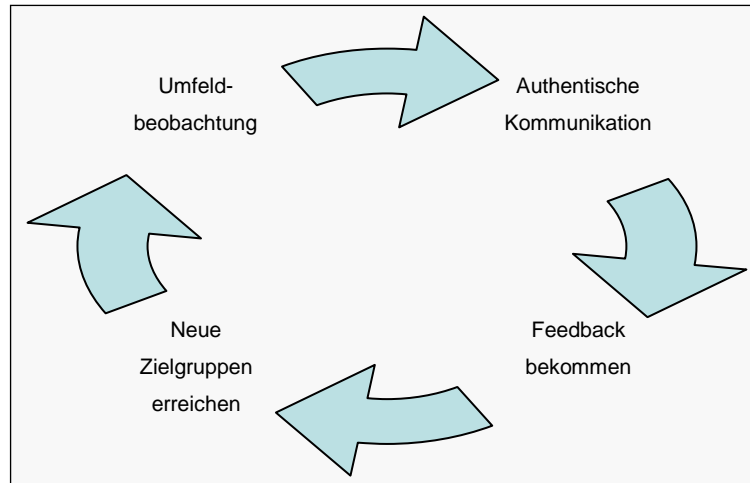 Umfeld-
beobachtung
Authentische
Kommunikation
Feedback
bekommen
Neue
Zielgruppen
erreichen